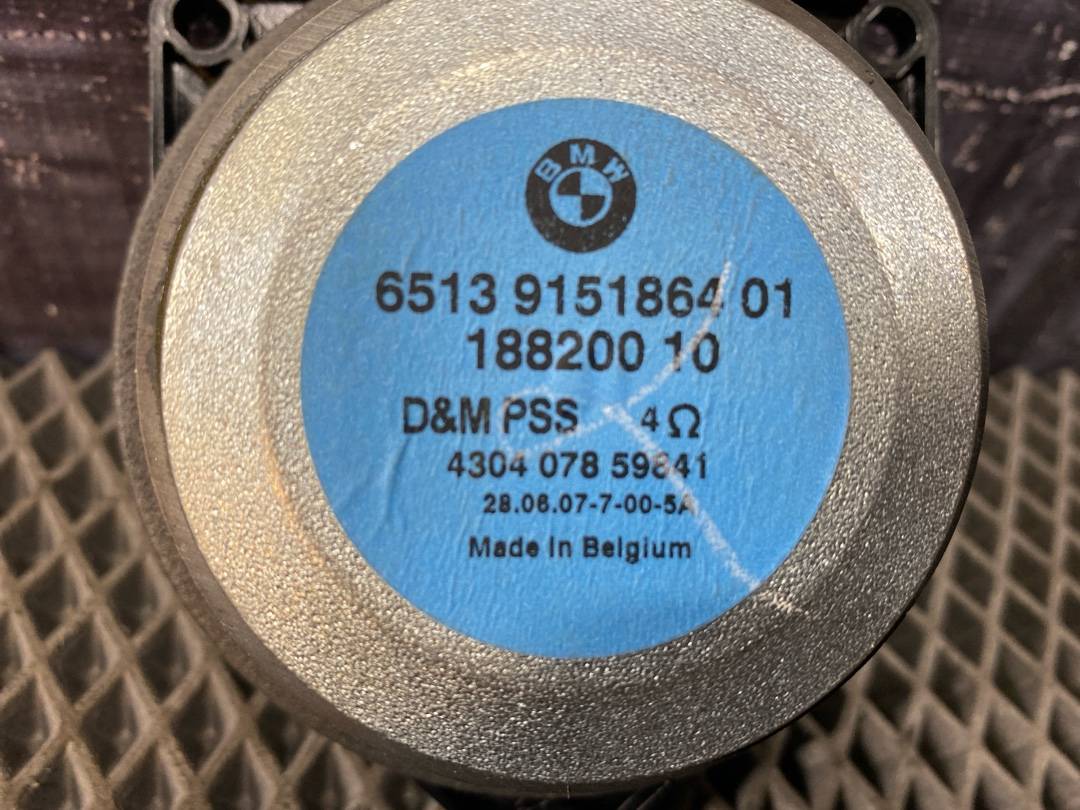 BMW
6513 9151864 01
188200 10
D&M PSS 4Ω
4304 078 59841
28.06.07-7-00-5A
Made in Belgium